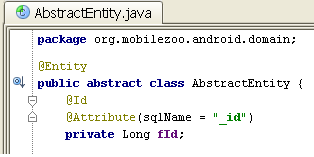 AbstractEntity.java
package org.mobilezoo.android.domain;
@Entity
public abstract class AbstractEntity {
@Id
@Attribute(sqlName = "_id")
private Long fId;